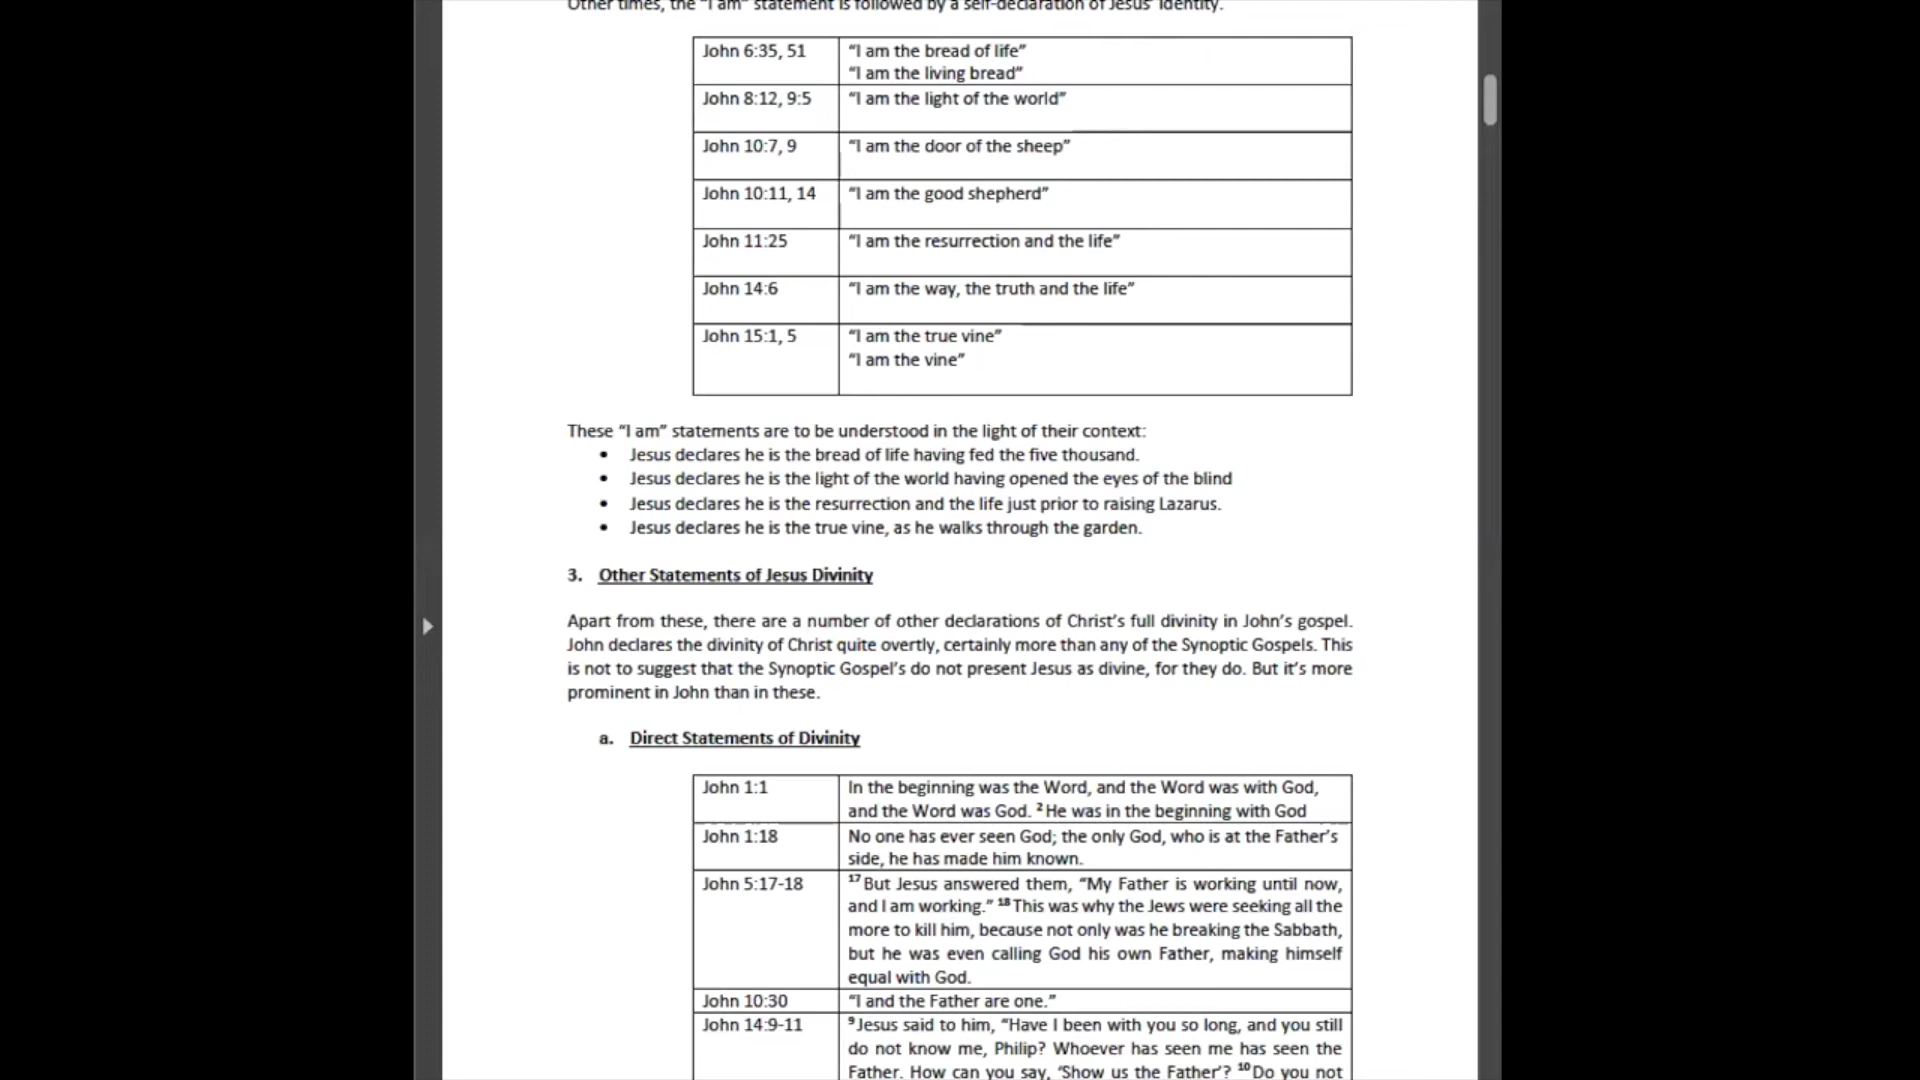 Other times, the "I am" statement is followed by a self-declaration of Jesus' identity.
John 6:35, 51 “I am the bread of life”
“I am the living bread”
John 8:12, 9:5 “I am the light of the world”
John 10:7, 9 “I am the door of the sheep”
John 10:11, 14 “I am the good shepherd”
John 11:25 “I am the resurrection and the life”
John 14:6 “I am the way, the truth and the life”
John 15:1, 5 “I am the true vine”
“I am the vine”
These “I am” statements are to be understood in the light of their context:
• Jesus declares he is the bread of life having fed the five thousand.
• Jesus declares he is the light of the world having opened the eyes of the blind
• Jesus declares he is the resurrection and the life just prior to raising Lazarus.
• Jesus declares he is the true vine, as he walks through the garden.
3. Other Statements of Jesus Divinity
Apart from these, there are a number of other declarations of Christ’s full divinity in John’s gospel.
John declares the divinity of Christ quite overtly, certainly more than any of the Synoptic Gospels. This
is not to suggest that the Synoptic Gospel’s do not present Jesus as divine, for they do. But it’s more
prominent in John than in these.
a. Direct Statements of Divinity
John 1:1 In the beginning was the Word, and the Word was with God,
and the Word was God. ² He was in the beginning with God
John 1:18 No one has ever seen God; the only God, who is at the Father’s
side, he has made him known.
John 5:17-18 ¹⁷ But Jesus answered them, “My Father is working until now,
and I am working.” ¹⁸ This was why the Jews were seeking all the
more to kill him, because not only was he breaking the Sabbath,
but he was even calling God his own Father, making himself
equal with God.
John 10:30 “I and the Father are one.”
John 14:9-11 ⁹ Jesus said to him, “Have I been with you so long, and you still
do not know me, Philip? Whoever has seen me has seen the
Father. How can you say, ‘Show us the Father’? ¹⁰ Do you not